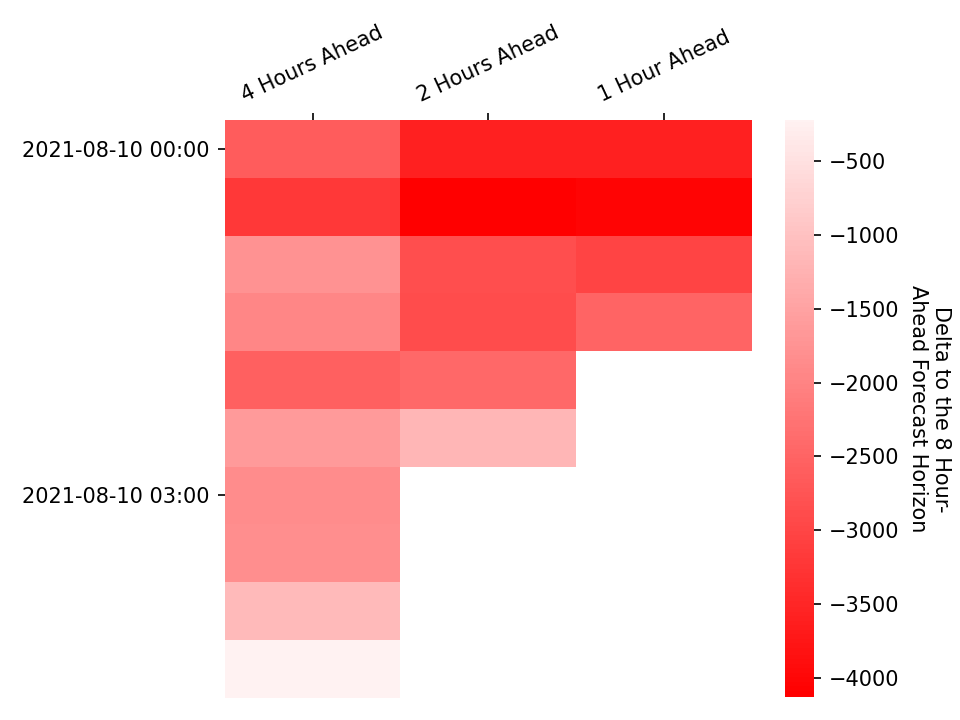 4 Hours Ahead
2 Hours Ahead
1 Hour Ahead
2021-08-10 00:00
2021-08-10 03:00
−500
−1000
−1500
−2000
−2500
−3000
−3500
−4000
Delta to the 8 Hour-
Ahead Forecast Horizon